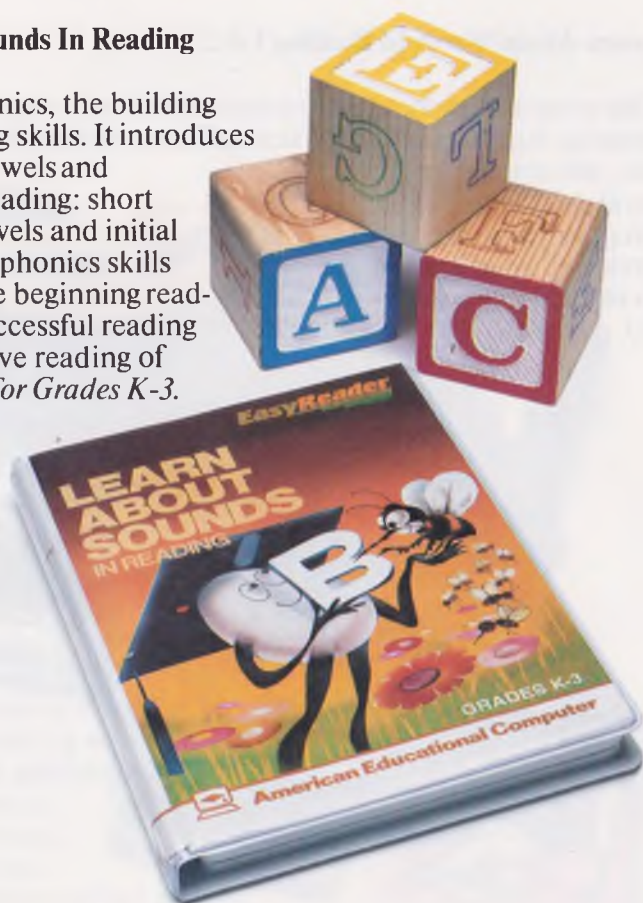 unds In Reading
nics, the building
g skills. It introduces
wels and
ading: short
wels and initial
phonics skills
e beginning read-
ccessful reading
ve reading of
For Grades K-3.
E
G
T
G
F
A
C
EasyReader
LEARN
ABOUT
SOUNDS
IN READING
B
GRADES K-3
American Educational Computer